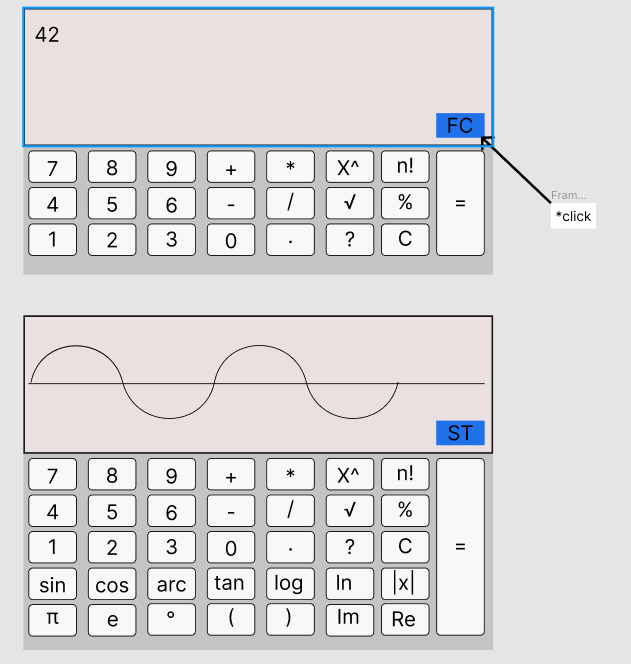 42
FC
7 8 9 + * X^ n!
4 5 6 - / √ % =
1 2 3 0 . ? C
Fram...
*click
ST
7 8 9 + * X^ n!
4 5 6 - / √ %
1 2 3 0 . ? C =
sin cos arc tan log ln |x|
π e ° ( ) Im Re